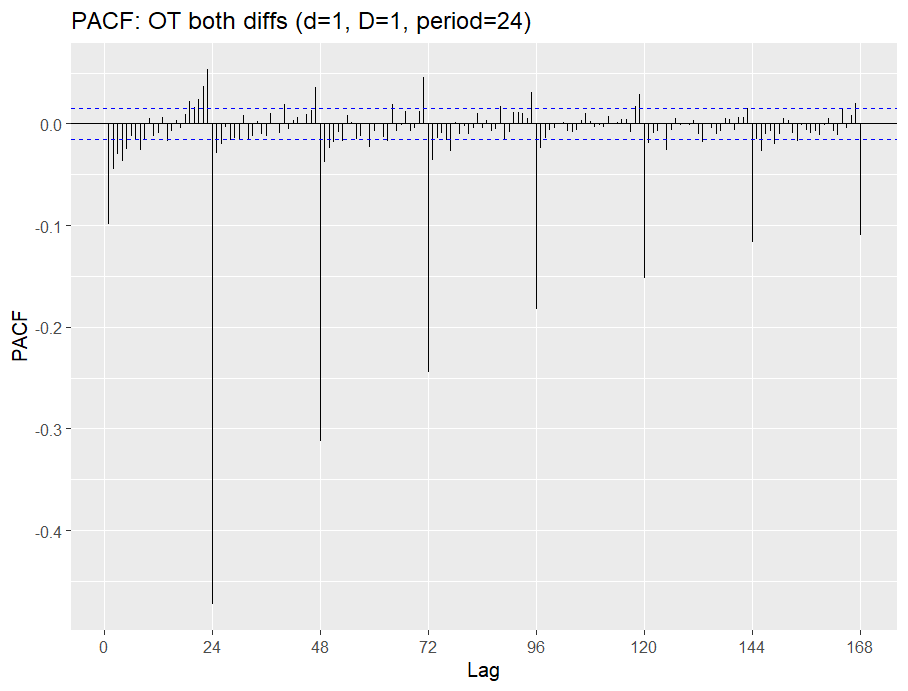 PACF: OT both diffs (d=1, D=1, period=24)
PACF
0.0
-0.1
-0.2
-0.3
-0.4
0 24 48 72 96 120 144 168
Lag